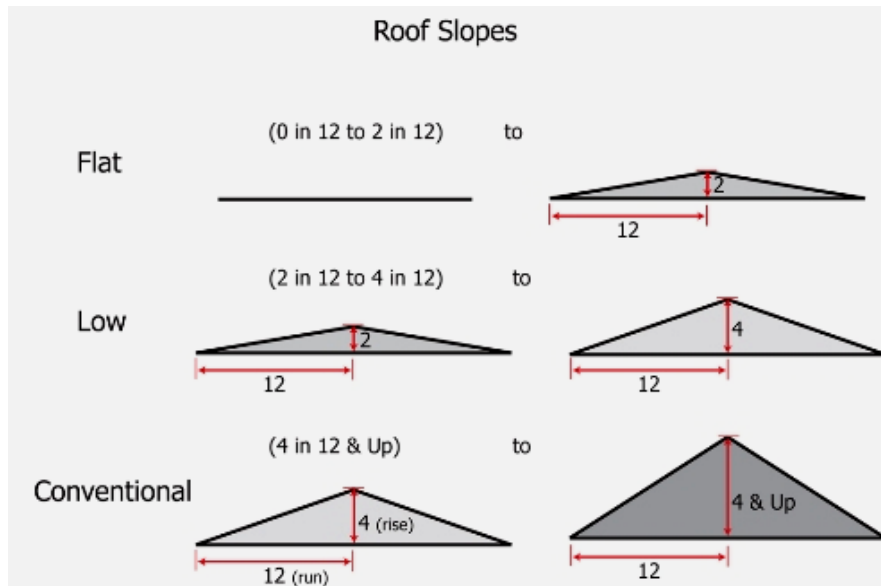 Roof Slopes
(0 in 12 to 2 in 12) to
Flat
2
12
(2 in 12 to 4 in 12) to
Low
2
4
12
12
(4 in 12 & Up) to
Conventional
4 (rise)
4 & Up
12 (run)
12